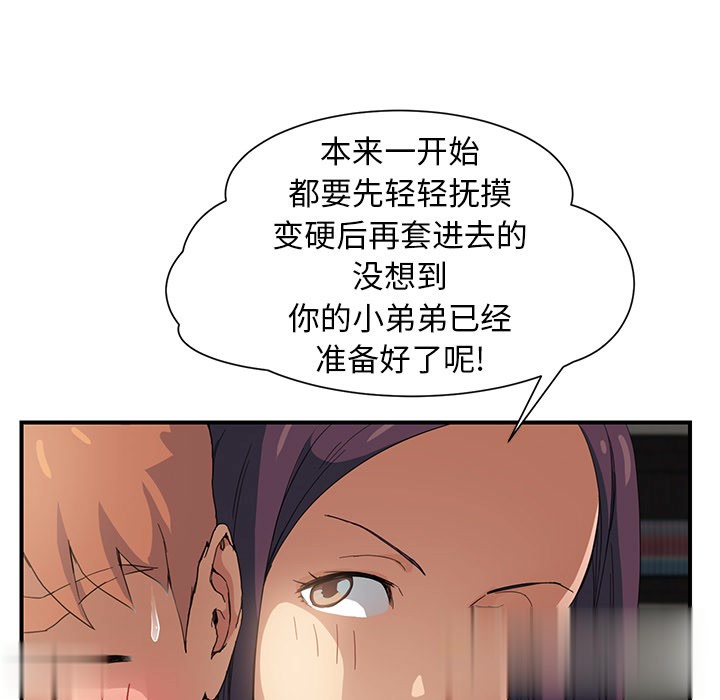 本来一开始
都要先轻轻抚摸
变硬后再套进去的
没想到
你的小弟弟已经
准备好了呢!